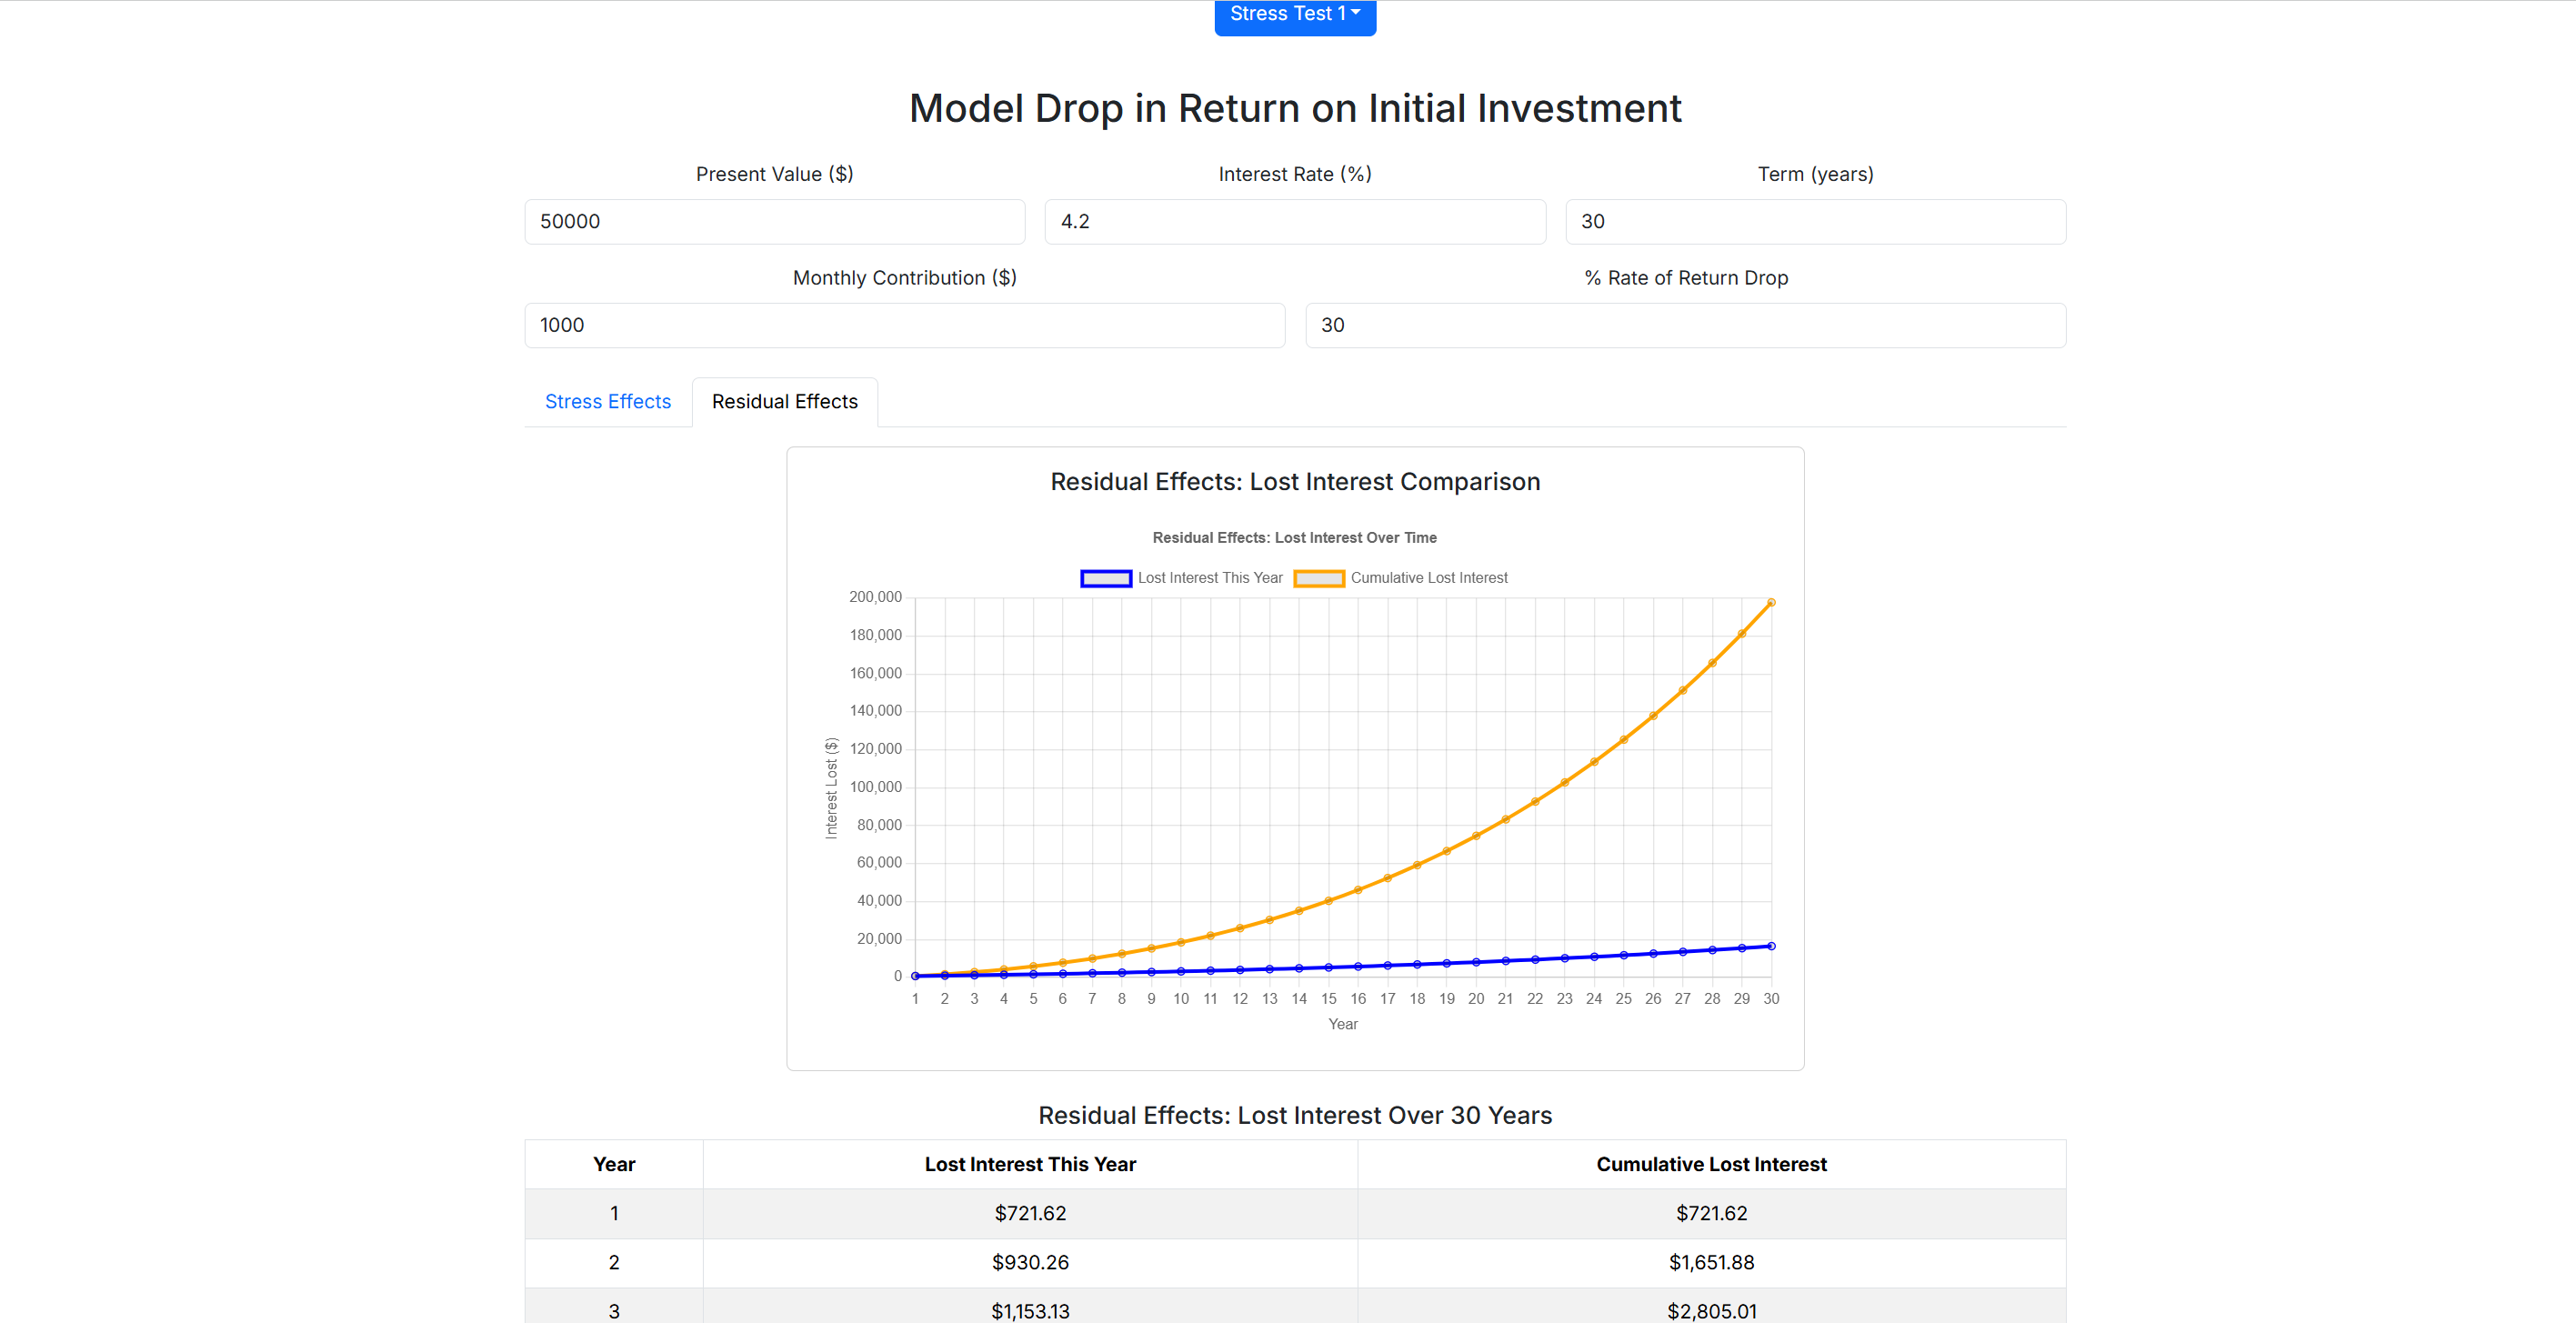 Stress Test 1
Model Drop in Return on Initial Investment
Present Value ($) Interest Rate (%) Term (years)
50000 4.2 30
Monthly Contribution ($) % Rate of Return Drop
1000 30
Stress Effects Residual Effects
Residual Effects: Lost Interest Comparison
Residual Effects: Lost Interest Over Time
Lost Interest This Year Cumulative Lost Interest
200,000
180,000
160,000
140,000
120,000
100,000
80,000
60,000
40,000
20,000
0
Interest Lost ($)
1 2 3 4 5 6 7 8 9 10 11 12 13 14 15 16 17 18 19 20 21 22 23 24 25 26 27 28 29 30
Year
Residual Effects: Lost Interest Over 30 Years
Year Lost Interest This Year Cumulative Lost Interest
1 $721.62 $721.62
2 $930.26 $1,651.88
3 $1,153.13 $2,805.01